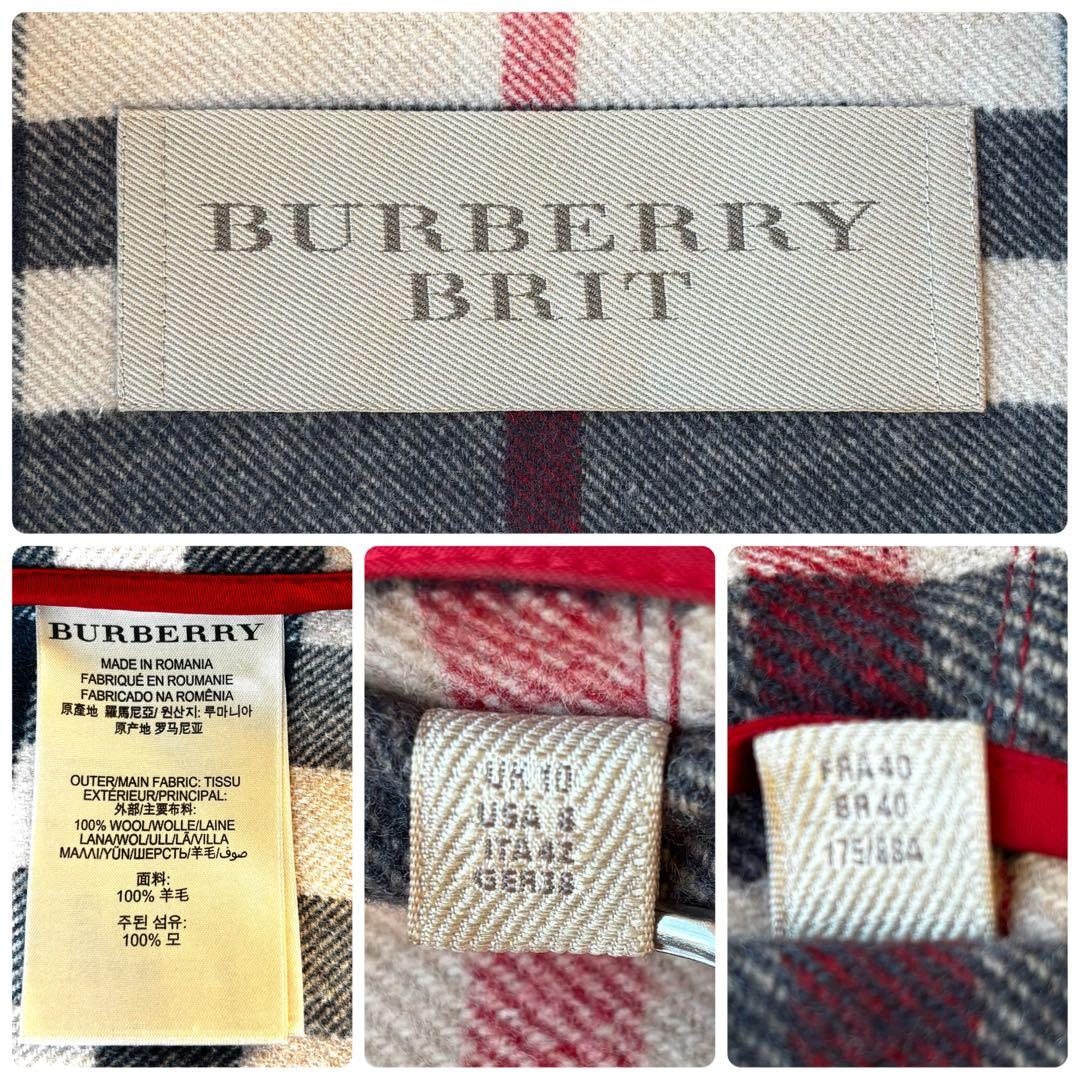 BURBERRY
BRIT
BURBERRY
MADE IN ROMANIA
FABRIQUÉ EN ROUMANIE
FABRICADO NA ROMÊNIA
原產地 羅馬尼亞/ 원산지: 루마니아
原产地 罗马尼亚
OUTER/MAIN FABRIC: TISSU
EXTÉRIEUR/PRINCIPAL:
外部/主要布料:
100% WOOL/WOLLE/LAINE
LANA/WOL/ULL/LÃ/VILLA
ΜΑΛΛΙ/YÜN/ШЕРСТЬ/羊毛/صوف
面料:
100% 羊毛
주된 섬유:
100% 모
UK 10
USA 8
ITA 42
GER 38
FRA 40
BR 40
175/88A